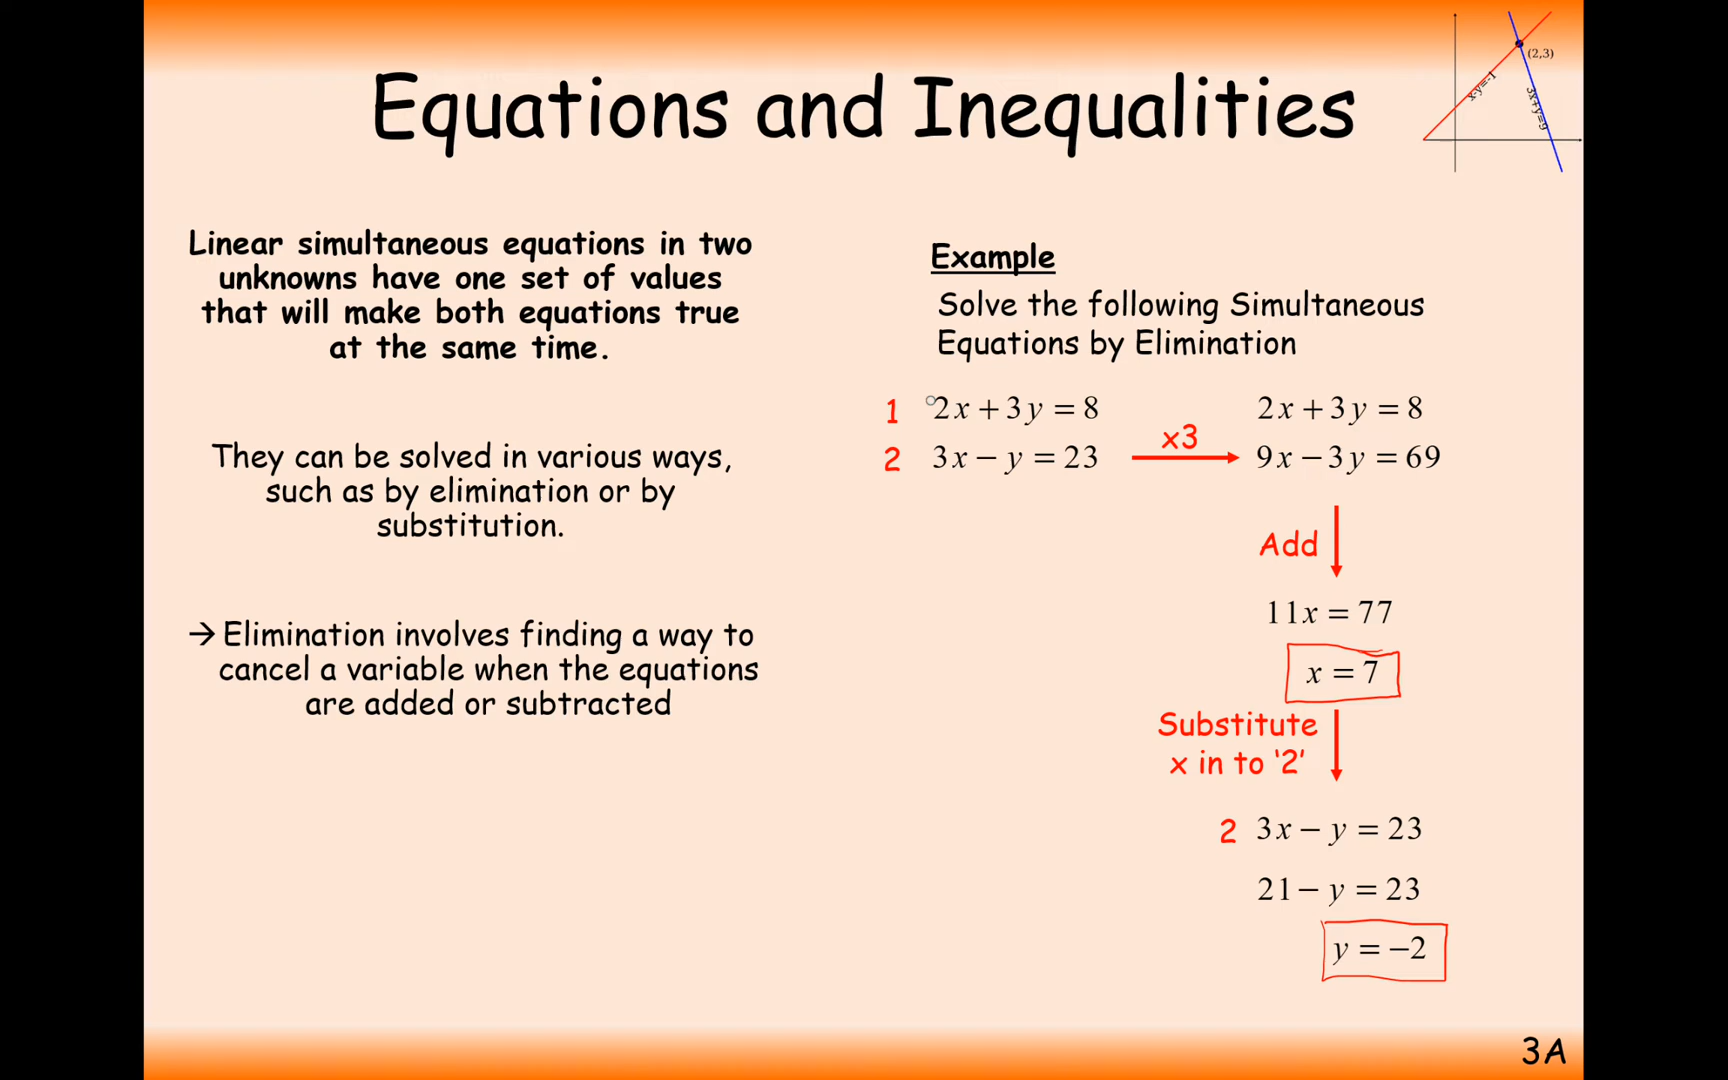 Equations and Inequalities
(2,3)
x-y=-1
3x+y=9
Linear simultaneous equations in two
unknowns have one set of values
that will make both equations true
at the same time.
They can be solved in various ways,
such as by elimination or by
substitution.
→ Elimination involves finding a way to
cancel a variable when the equations
are added or subtracted
Example
Solve the following Simultaneous
Equations by Elimination
1 2x + 3y = 8 2x + 3y = 8
2 3x − y = 23 x3 9x − 3y = 69
Add
11x = 77
x = 7
Substitute
x in to ‘2’
2 3x − y = 23
21 − y = 23
y = −2
3A